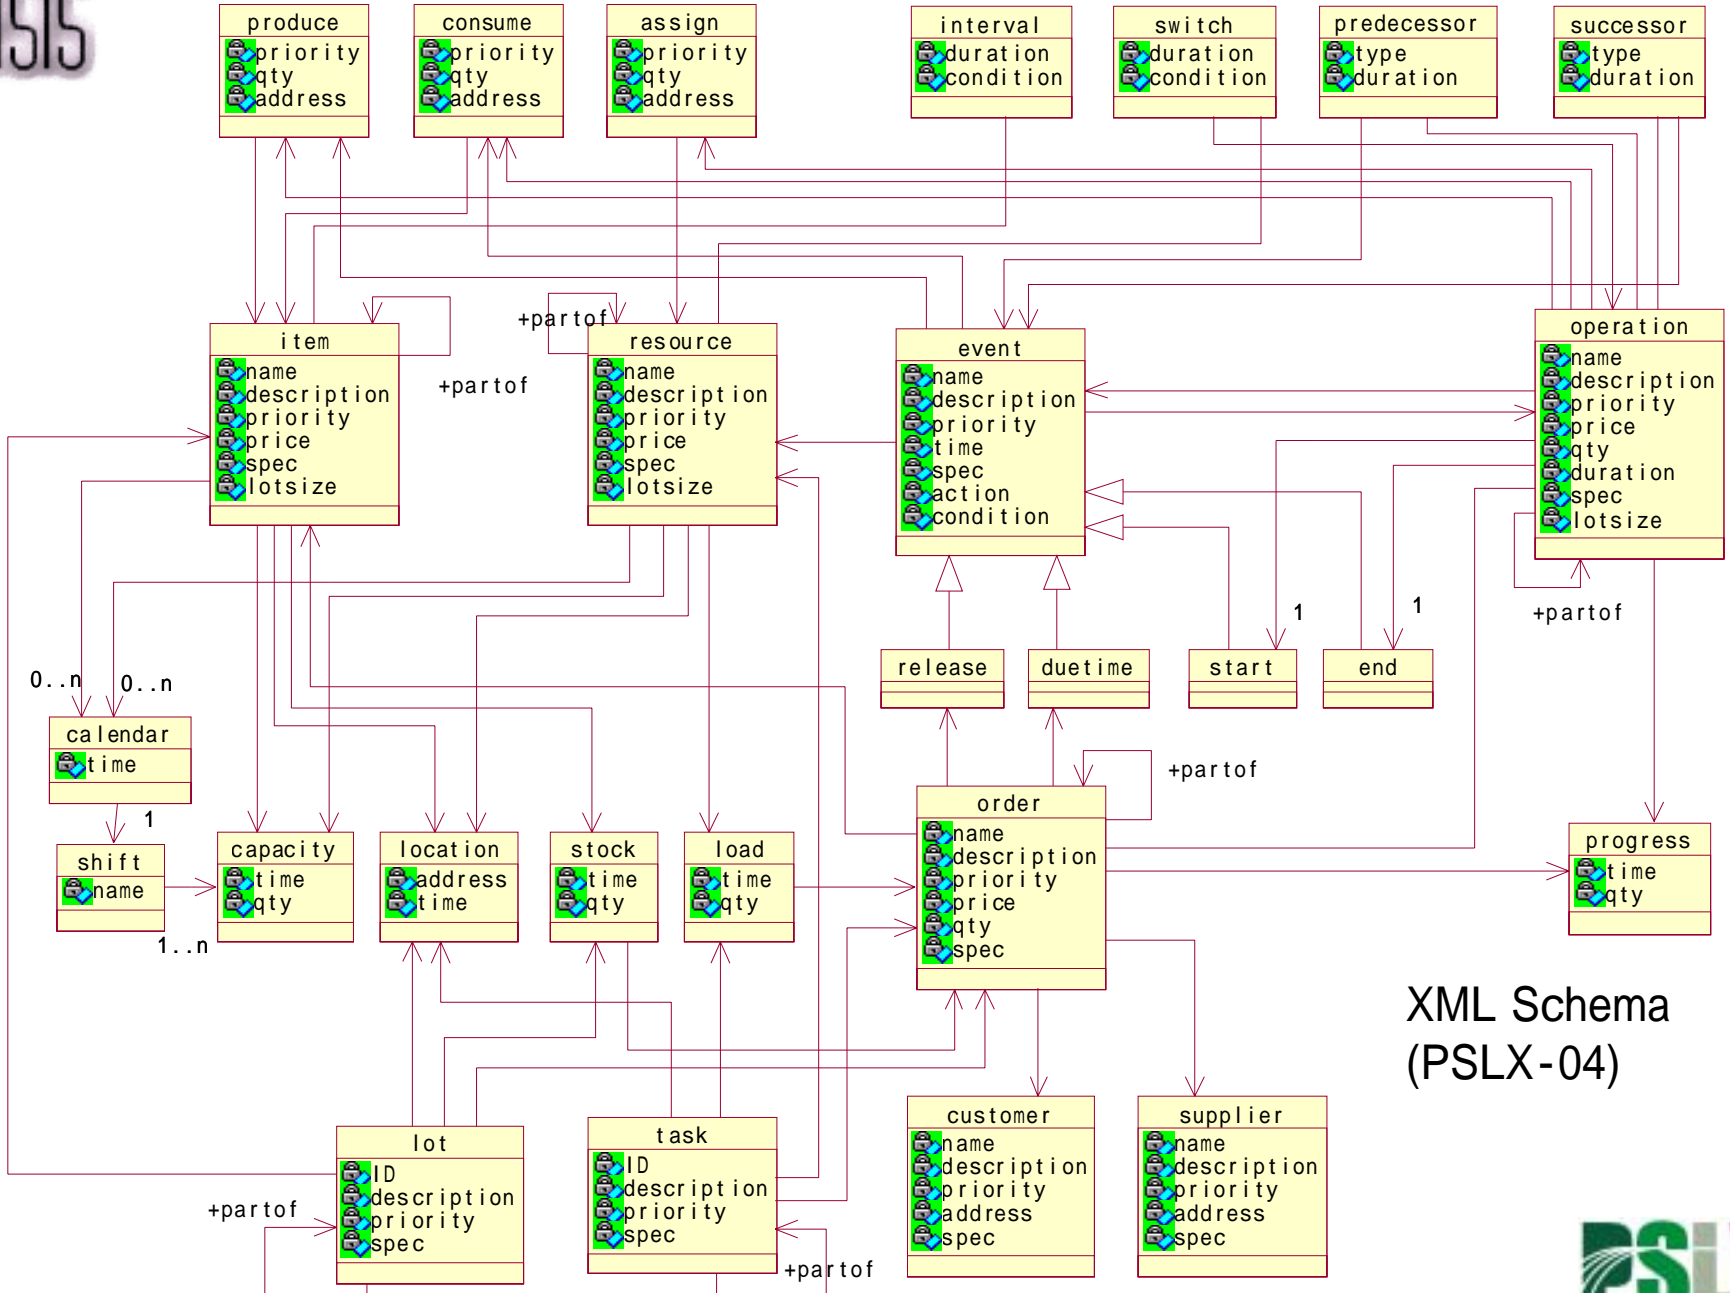 produce
priority
qty
address
consume
priority
qty
address
assign
priority
qty
address
interval
duration
condition
switch
duration
condition
predecessor
type
duration
successor
type
duration
item
name
description
priority
price
spec
lotsize
+partof
+partof
resource
name
description
priority
price
spec
lotsize
event
name
description
priority
time
spec
action
condition
operation
name
description
priority
price
qty
duration
spec
lotsize
+partof
1
1
release
duetime
start
end
0..n
0..n
calendar
time
1
shift
name
1..n
capacity
time
qty
location
address
time
stock
time
qty
load
time
qty
order
name
description
priority
price
qty
spec
+partof
progress
time
qty
XML Schema
(PSLX-04)
lot
ID
description
priority
spec
+partof
task
ID
description
priority
spec
+partof
customer
name
description
priority
address
spec
supplier
name
description
priority
address
spec